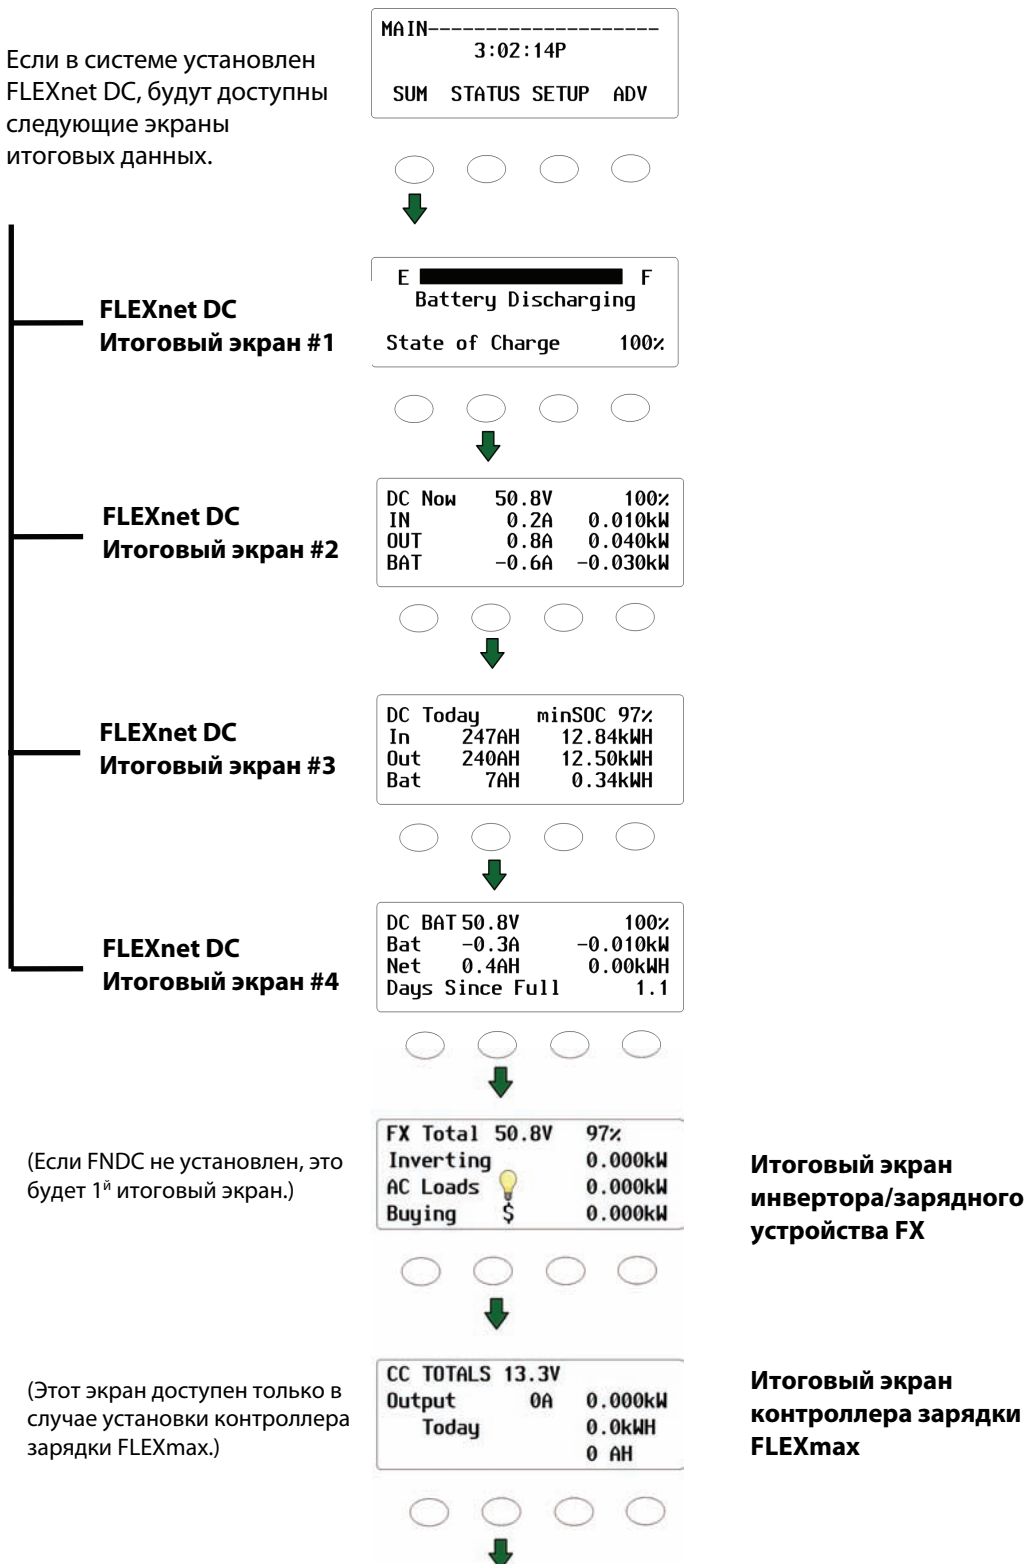 Если в системе установлен
FLEXnet DC, будут доступны
следующие экраны
итоговых данных.
MAIN---------------------
3:02:14P
SUM STATUS SETUP ADV
FLEXnet DC
Итоговый экран #1
E F
Battery Discharging
State of Charge 100%
FLEXnet DC
Итоговый экран #2
DC Now 50.8V 100%
IN 0.2A 0.010kW
OUT 0.8A 0.040kW
BAT -0.6A -0.030kW
FLEXnet DC
Итоговый экран #3
DC Today minSOC 97%
In 247AH 12.84kWH
Out 240AH 12.50kWH
Bat 7AH 0.34kWH
FLEXnet DC
Итоговый экран #4
DC BAT 50.8V 100%
Bat -0.3A -0.010kW
Net 0.4AH 0.00kWH
Days Since Full 1.1
(Если FNDC не установлен, это
будет 1й итоговый экран.)
FX Total 50.8V 97%
Inverting 0.000kW
AC Loads 0.000kW
Buying $ 0.000kW
Итоговый экран
инвертора/зарядного
устройства FX
(Этот экран доступен только в
случае установки контроллера
зарядки FLEXmax.)
CC TOTALS 13.3V
Output 0A 0.000kW
Today 0.0kWH
0 AH
Итоговый экран
контроллера зарядки
FLEXmax